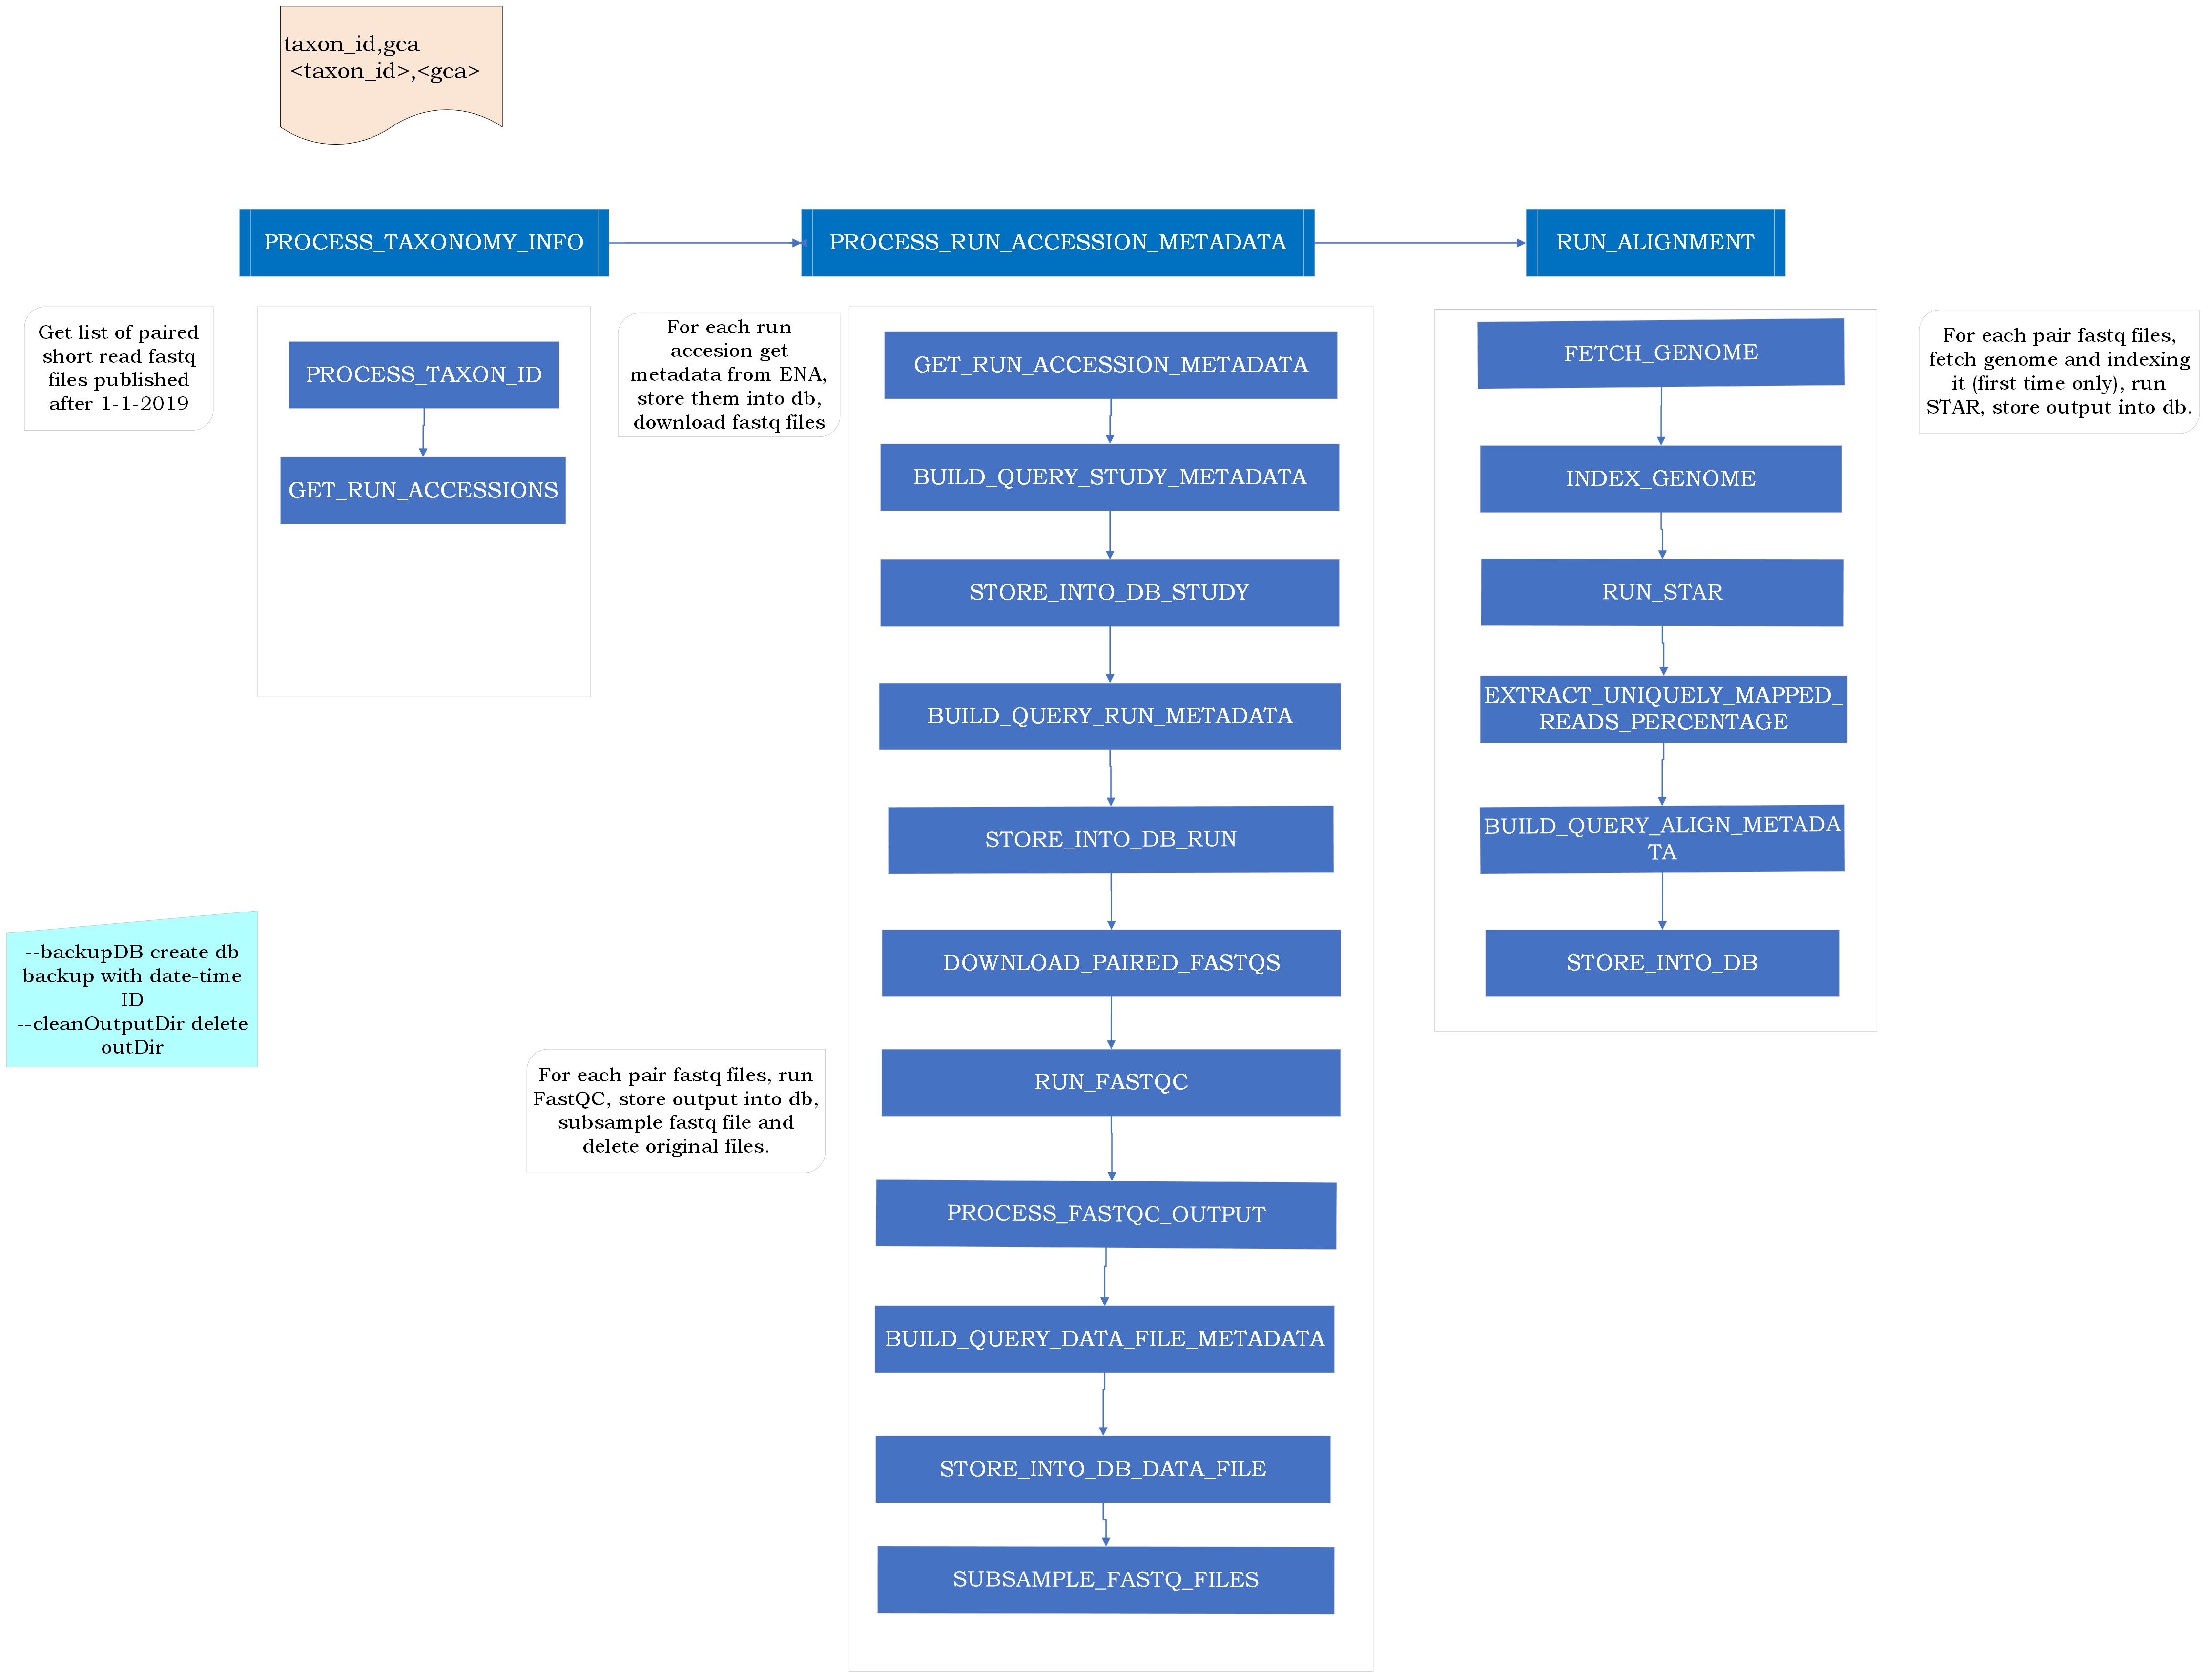 taxon_id,gca
<taxon_id>,<gca>
PROCESS_TAXONOMY_INFO
PROCESS_RUN_ACCESSION_METADATA
RUN_ALIGNMENT
Get list of paired
short read fastq
files published
after 1-1-2019
PROCESS_TAXON_ID
GET_RUN_ACCESSIONS
For each run
accesion get
metadata from ENA,
store them into db,
download fastq files
GET_RUN_ACCESSION_METADATA
BUILD_QUERY_STUDY_METADATA
STORE_INTO_DB_STUDY
BUILD_QUERY_RUN_METADATA
STORE_INTO_DB_RUN
DOWNLOAD_PAIRED_FASTQS
RUN_FASTQC
PROCESS_FASTQC_OUTPUT
BUILD_QUERY_DATA_FILE_METADATA
STORE_INTO_DB_DATA_FILE
SUBSAMPLE_FASTQ_FILES
FETCH_GENOME
INDEX_GENOME
RUN_STAR
EXTRACT_UNIQUELY_MAPPED_
READS_PERCENTAGE
BUILD_QUERY_ALIGN_METADA
TA
STORE_INTO_DB
For each pair fastq files,
fetch genome and indexing
it (first time only), run
STAR, store output into db.
--backupDB create db
backup with date-time
ID
--cleanOutputDir delete
outDir
For each pair fastq files, run
FastQC, store output into db,
subsample fastq file and
delete original files.